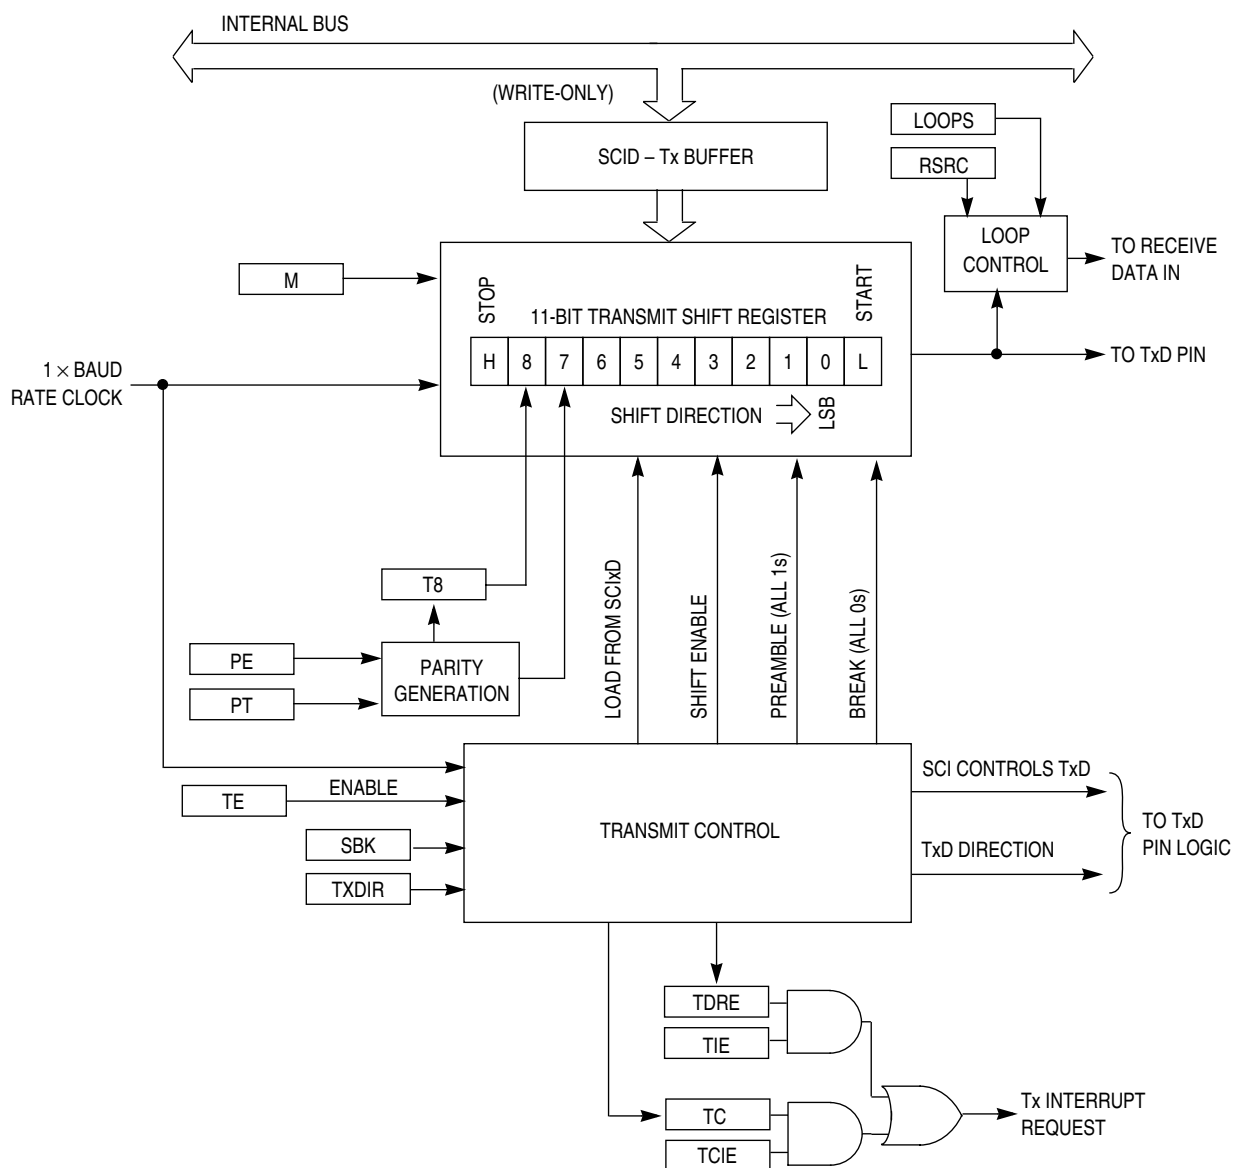 INTERNAL BUS
(WRITE-ONLY)
SCID – Tx BUFFER
LOOPS
RSRC
LOOP
CONTROL
TO RECEIVE
DATA IN
M
STOP
START
11-BIT TRANSMIT SHIFT REGISTER
H 8 7 6 5 4 3 2 1 0 L
SHIFT DIRECTION
LSB
TO TxD PIN
1 × BAUD
RATE CLOCK
T8
PE
PT
PARITY
GENERATION
LOAD FROM SCIxD
SHIFT ENABLE
PREAMBLE (ALL 1s)
BREAK (ALL 0s)
TE
ENABLE
SBK
TXDIR
TRANSMIT CONTROL
SCI CONTROLS TxD
TxD DIRECTION
TO TxD
PIN LOGIC
TDRE
TIE
TC
TCIE
Tx INTERRUPT
REQUEST